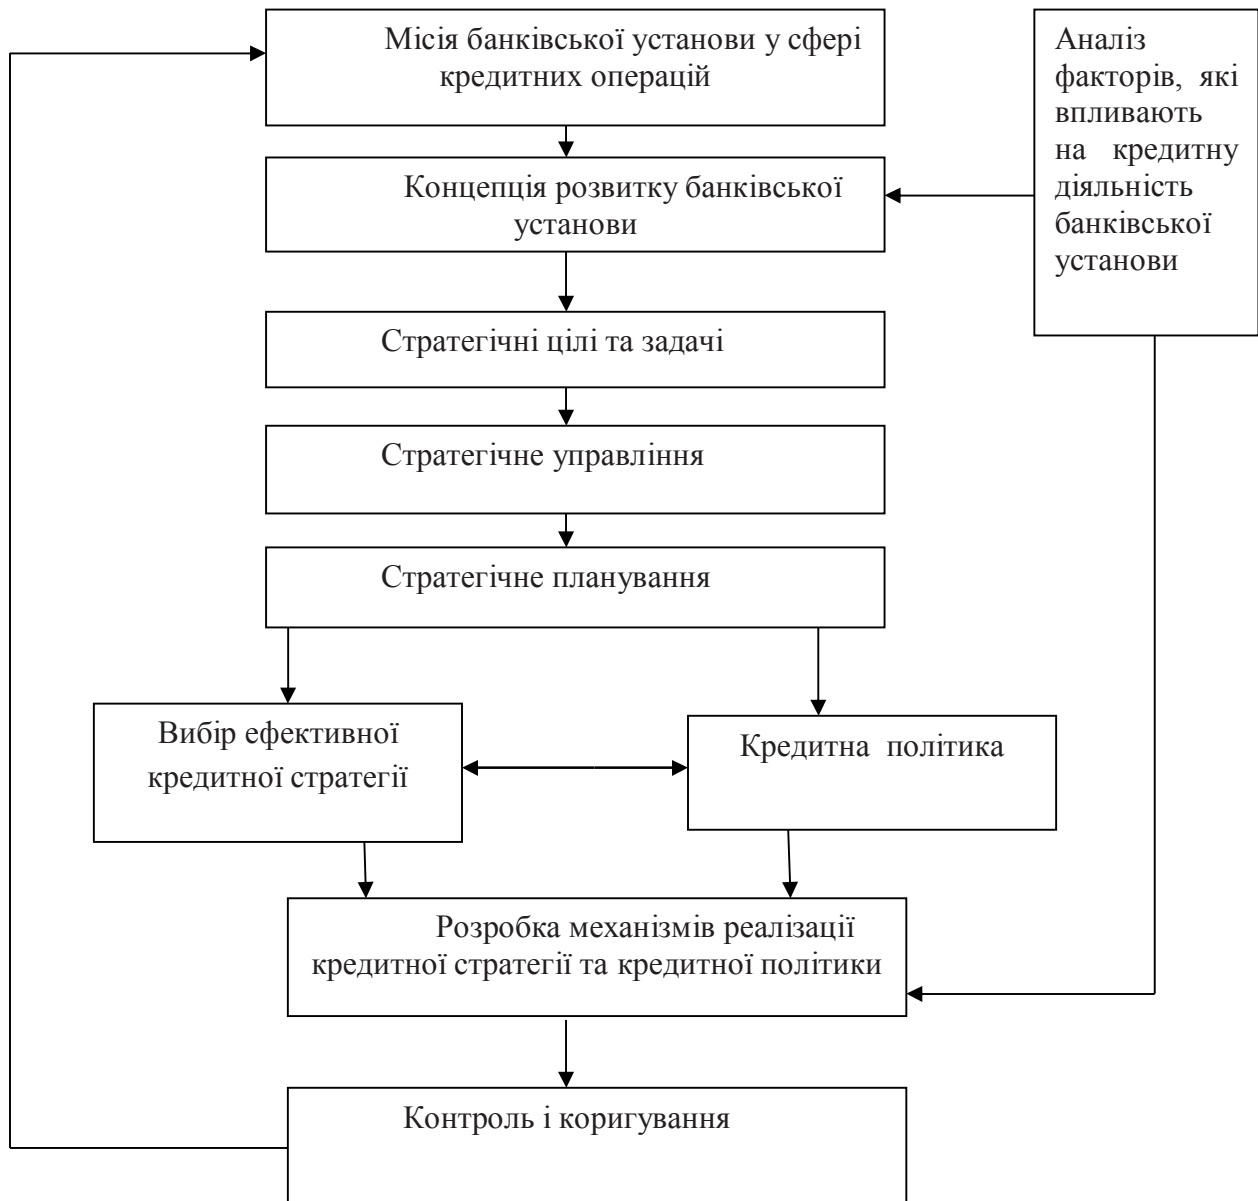 Місія банківської установи у сфері
кредитних операцій
Аналіз
факторів, які
впливають
на кредитну
діяльність
банківської
установи
Концепція розвитку банківської
установи
Стратегічні цілі та задачі
Стратегічне управління
Стратегічне планування
Вибір ефективної
кредитної стратегії
Кредитна політика
Розробка механізмів реалізації
кредитної стратегії та кредитної політики
Контроль і коригування